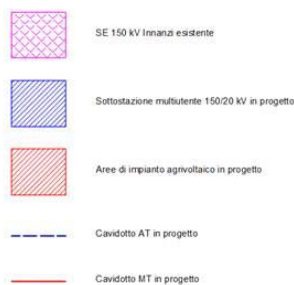 SE 150 kV Innanzi esistente
Sottostazione multiutente 150/20 kV in progetto
Aree di impianto agrivoltaico in progetto
Cavidotto AT in progetto
Cavidotto MT in progetto